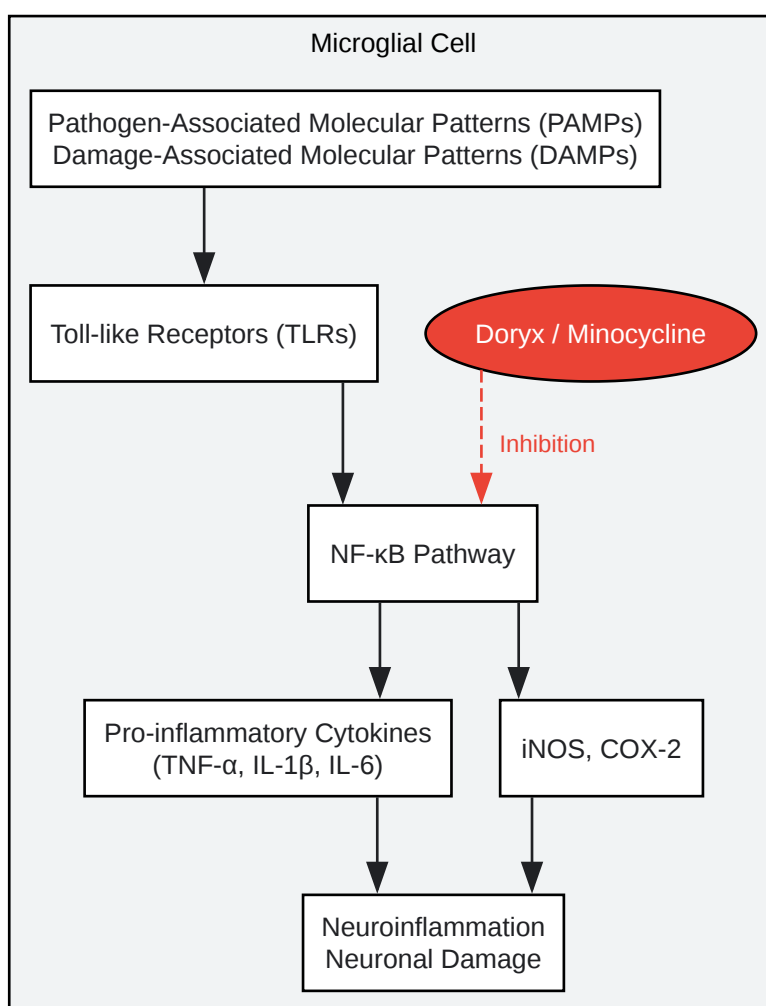 Microglial Cell
Pathogen-Associated Molecular Patterns (PAMPs)
Damage-Associated Molecular Patterns (DAMPs)
Toll-like Receptors (TLRs)
Doryx / Minocycline
Inhibition
NF-κB Pathway
Pro-inflammatory Cytokines
(TNF-α, IL-1β, IL-6)
iNOS, COX-2
Neuroinflammation
Neuronal Damage